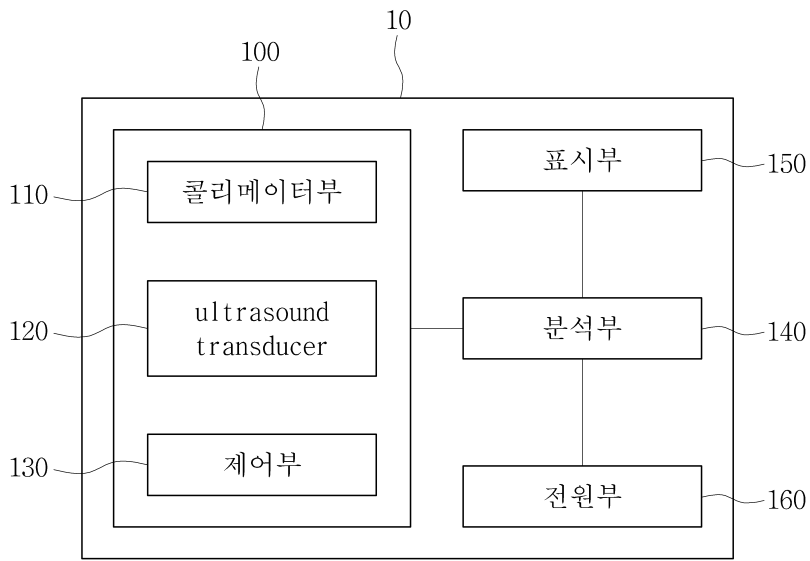 10
100
110
콜리메이터부
120
ultrasound
transducer
130
제어부
표시부
150
분석부
140
전원부
160